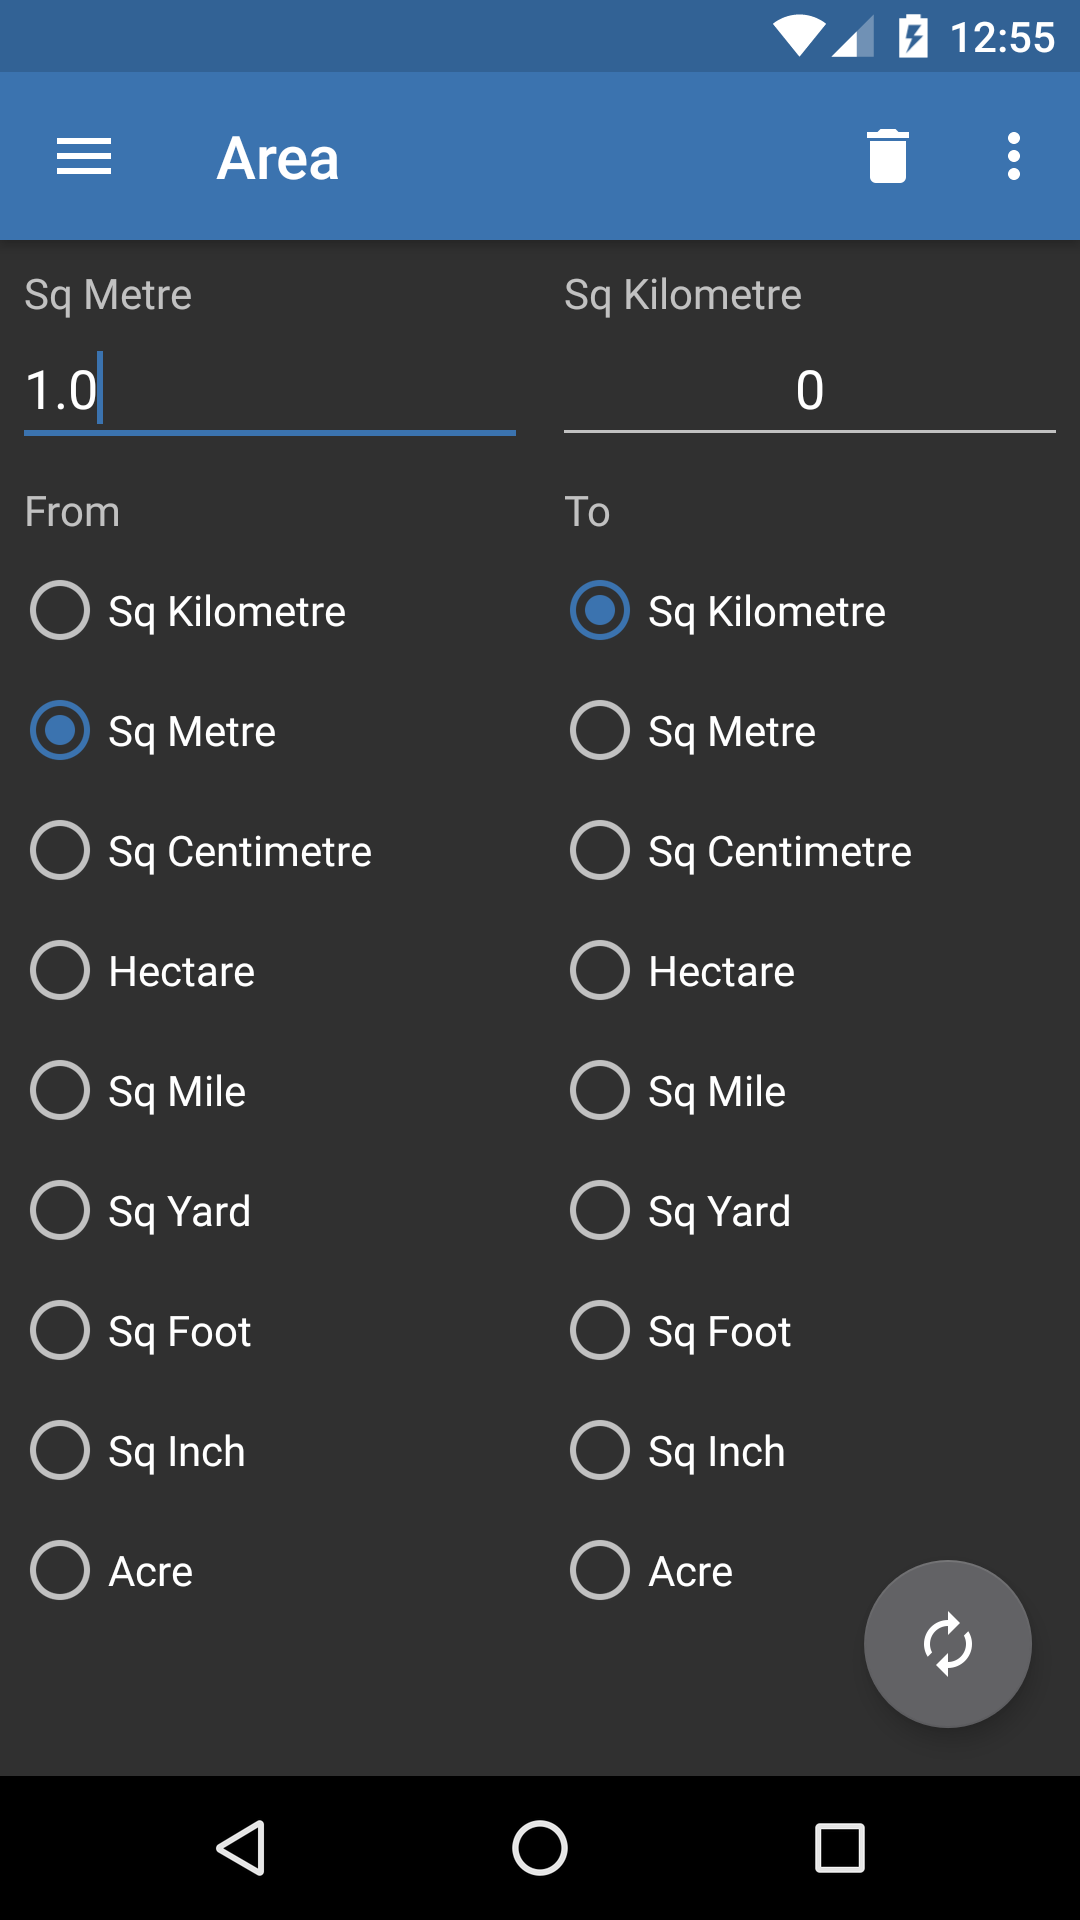 12:55
Area
Sq Metre
Sq Kilometre
1.0
0
From
To
Sq Kilometre
Sq Kilometre
Sq Metre
Sq Metre
Sq Centimetre
Sq Centimetre
Hectare
Hectare
Sq Mile
Sq Mile
Sq Yard
Sq Yard
Sq Foot
Sq Foot
Sq Inch
Sq Inch
Acre
Acre